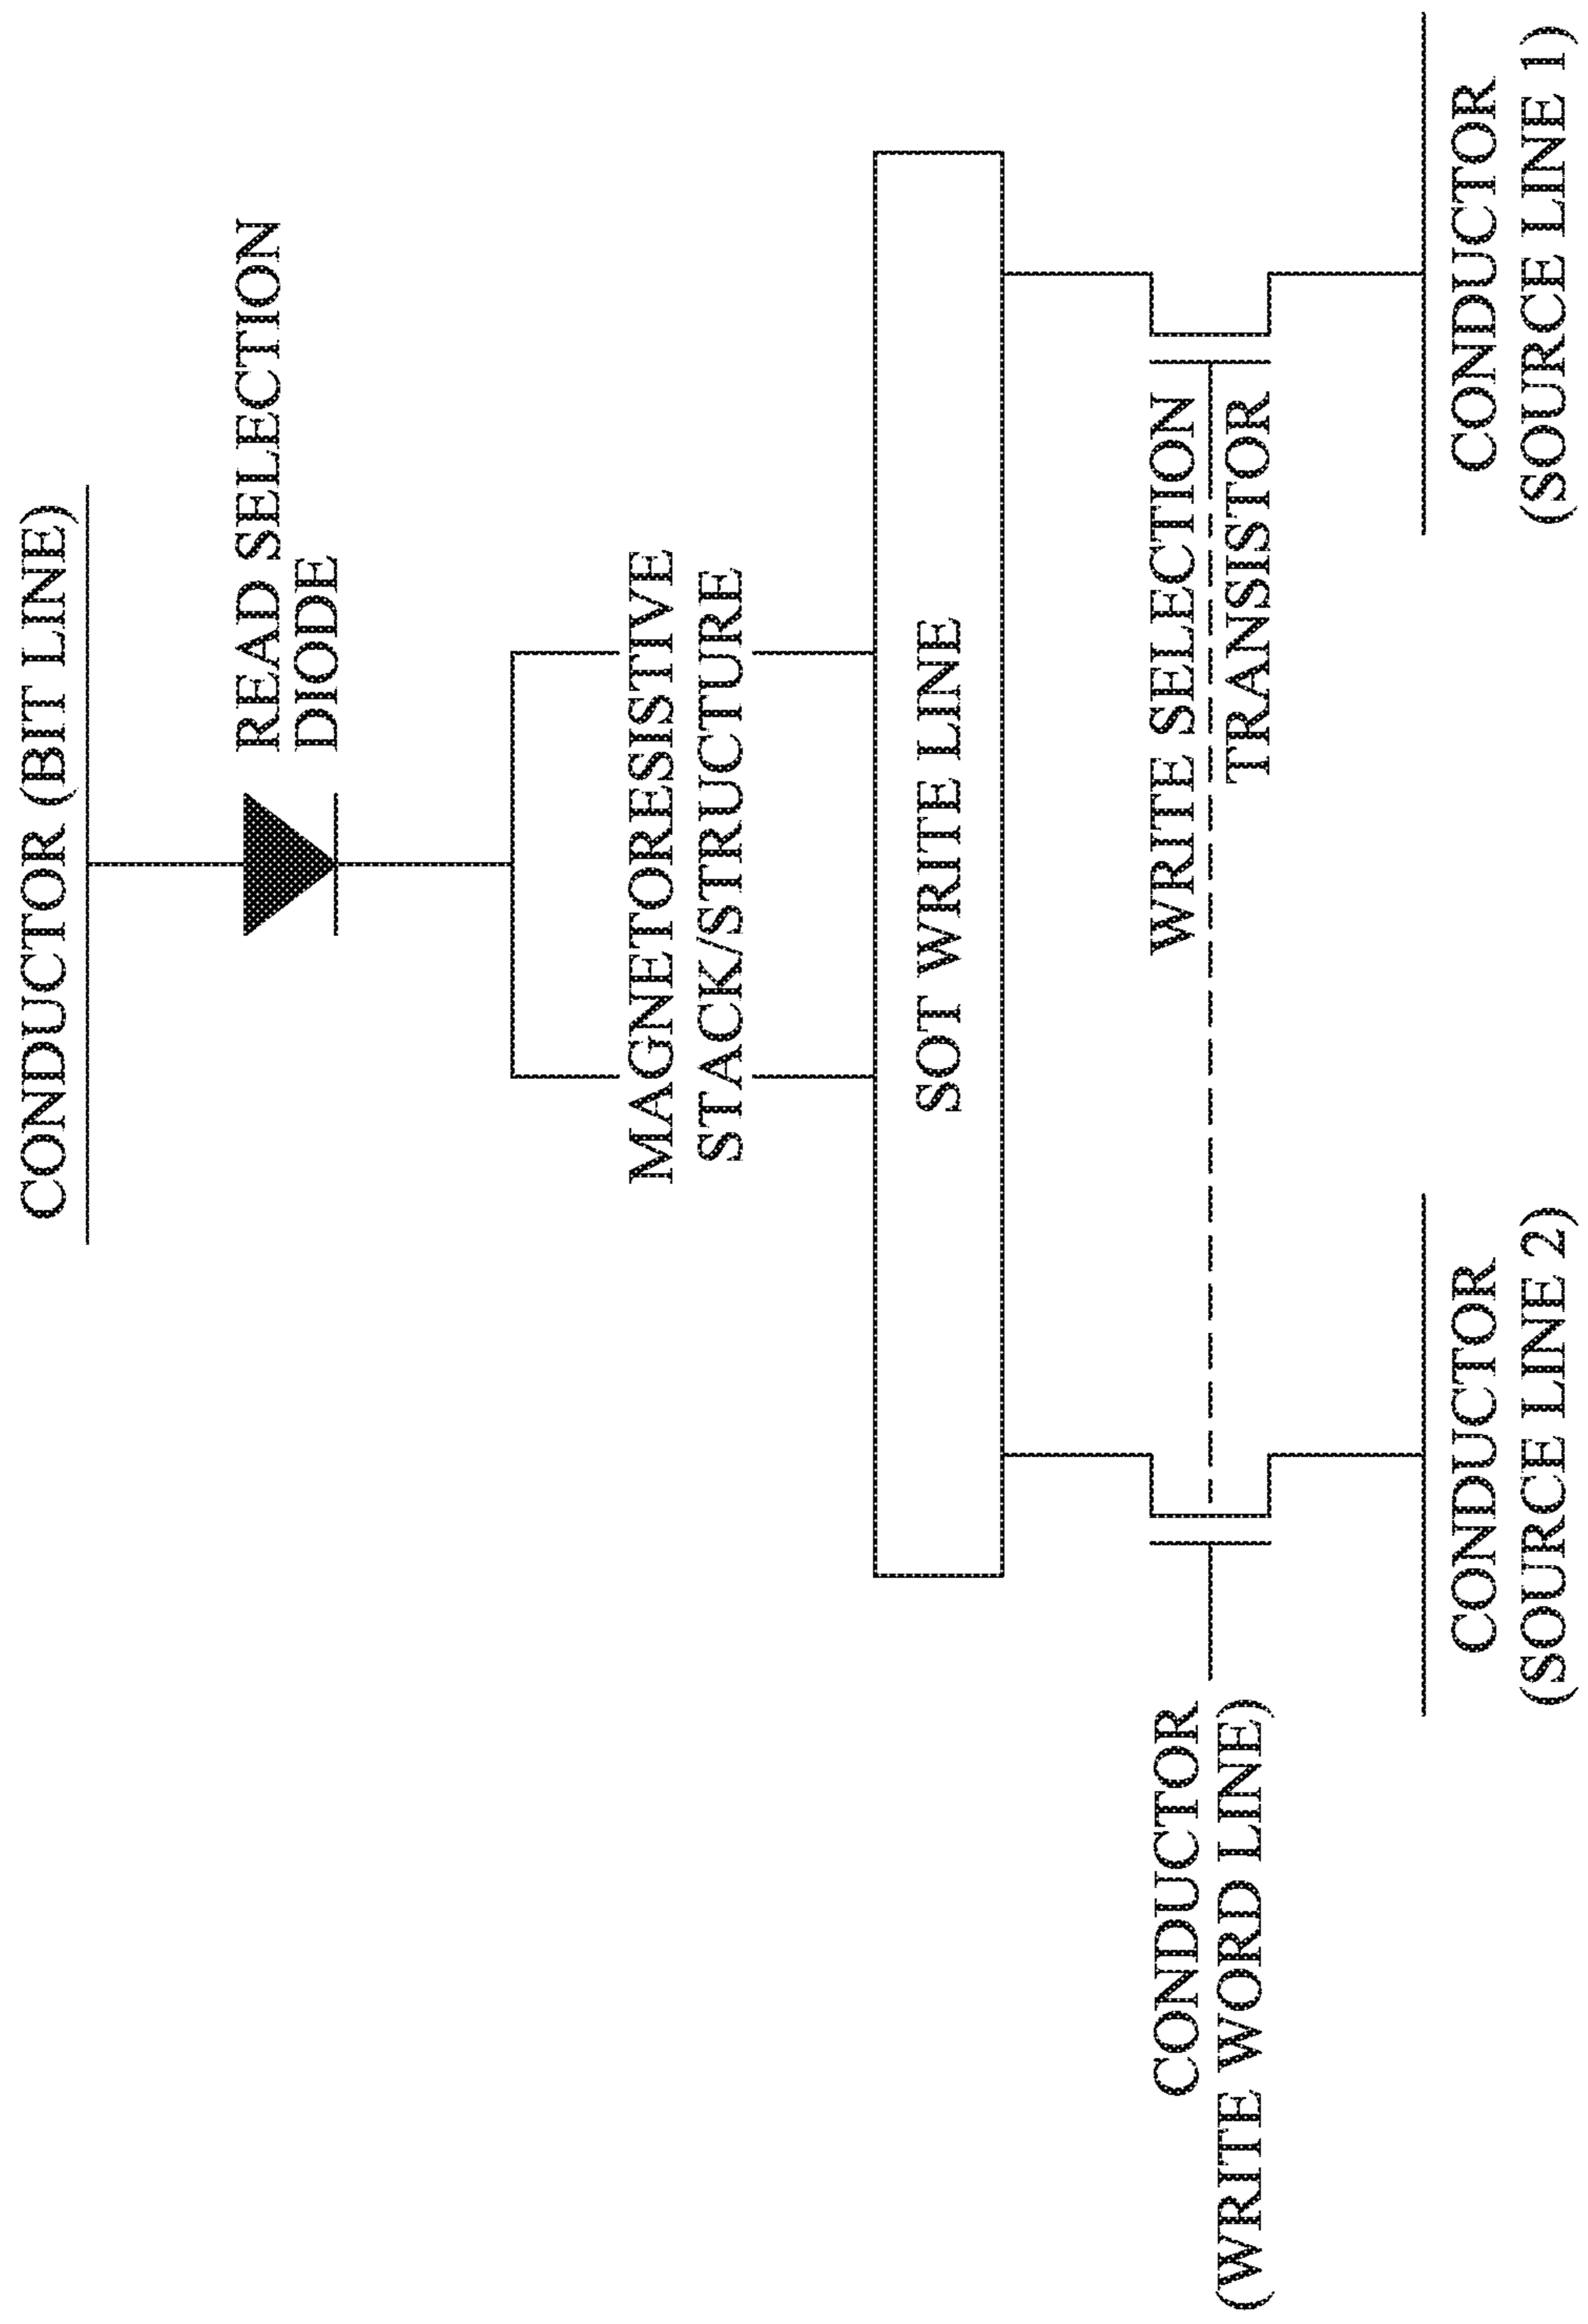 CONDUCTOR (BIT LINE)
READ SELECTION
DIODE
MAGNETORESISTIVE
STACK/STRUCTURE
SOT WRITE LINE
CONDUCTOR
(WRITE WORD LINE)
WRITE SELECTION
TRANSISTOR
CONDUCTOR
(SOURCE LINE 2)
CONDUCTOR
(SOURCE LINE 1)